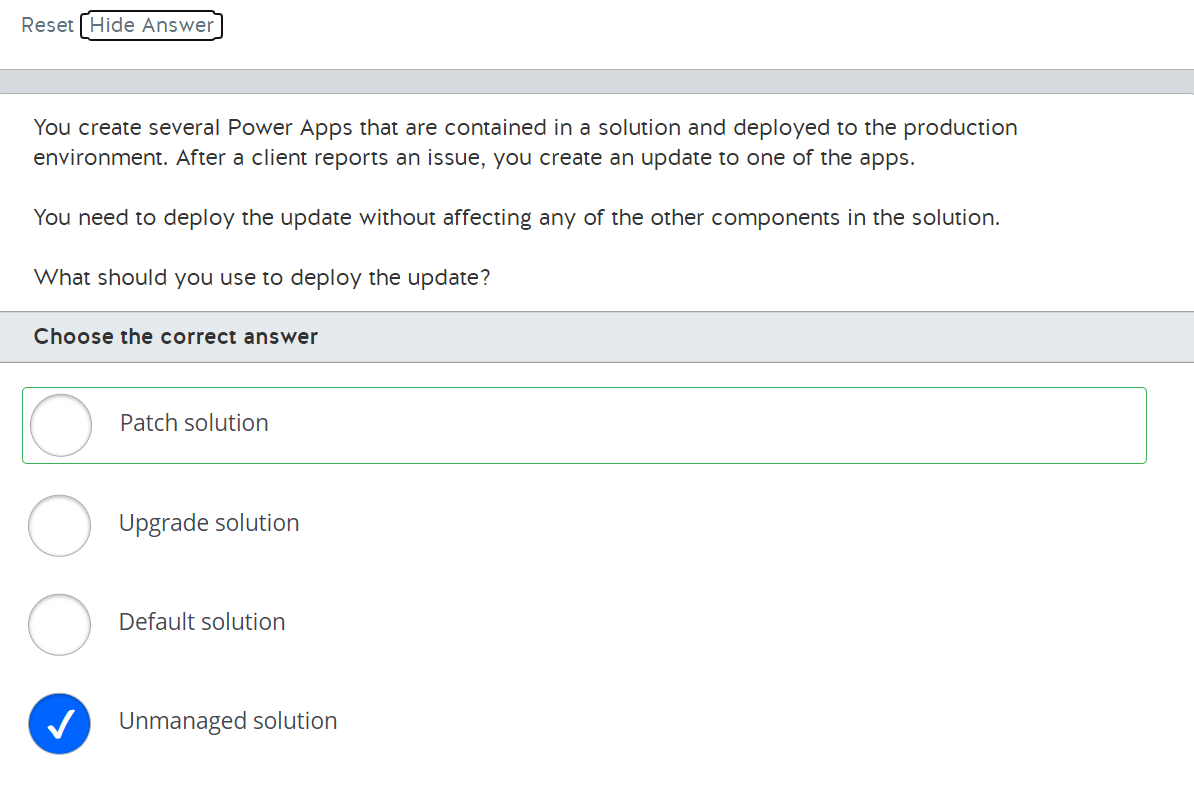 Reset Hide Answer
You create several Power Apps that are contained in a solution and deployed to the production
environment. After a client reports an issue, you create an update to one of the apps.
You need to deploy the update without affecting any of the other components in the solution.
What should you use to deploy the update?
Choose the correct answer
Patch solution
Upgrade solution
Default solution
Unmanaged solution